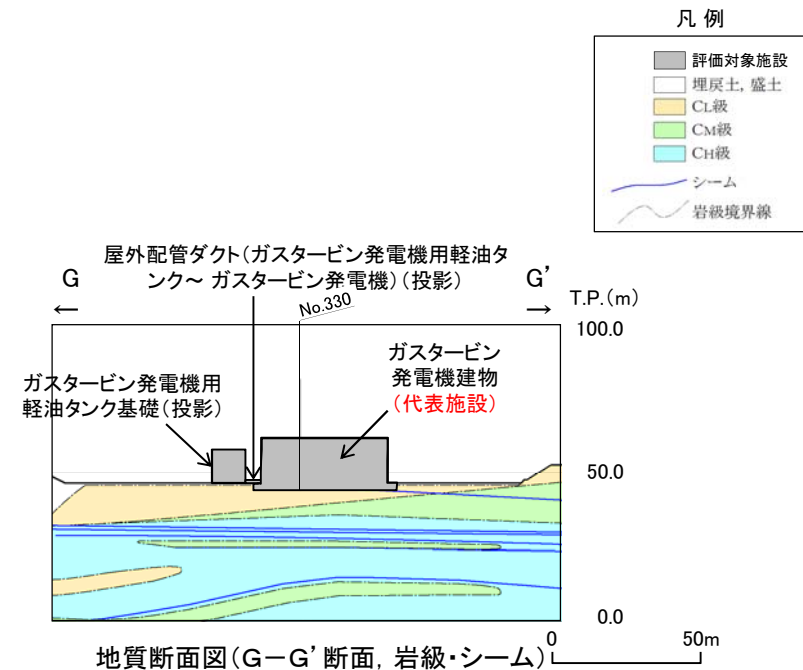 凡 例
評価対象施設
埋戻土, 盛土
CL級
CM級
CH級
シーム
岩級境界線
屋外配管ダクト(ガスタービン発電機用軽油タ
ンク~ ガスタービン発電機)(投影)
G
G'
T.P.(m)
No.330
100.0
ガスタービン
発電機建物
(代表施設)
ガスタービン発電機用
軽油タンク基礎(投影)
50.0
0.0
0
50m
地質断面図(G-G'断面, 岩級・シーム)